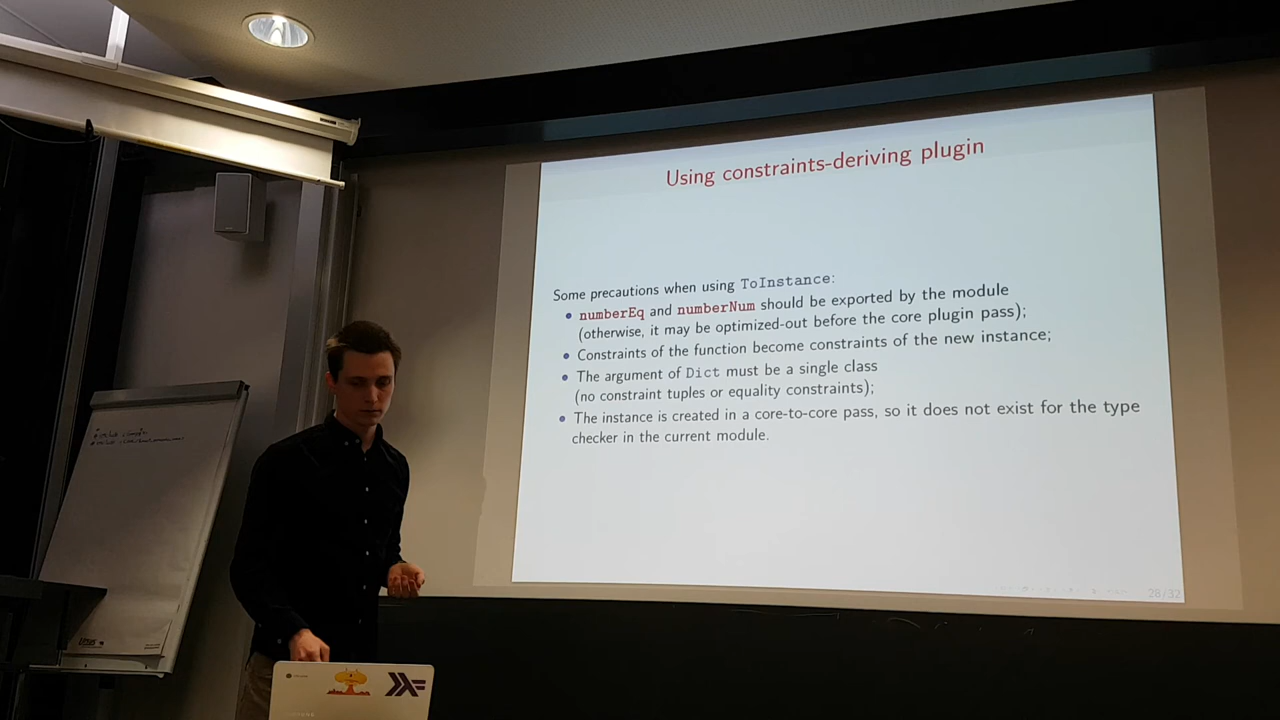 Using constraints-deriving plugin
Some precautions when using ToInstance:
• numberEq and numberNum should be exported by the module
(otherwise, it may be optimized-out before the core plugin pass);
• Constraints of the function become constraints of the new instance;
• The argument of Dict must be a single class
(no constraint tuples or equality constraints);
• The instance is created in a core-to-core pass, so it does not exist for the type
checker in the current module.
28/32